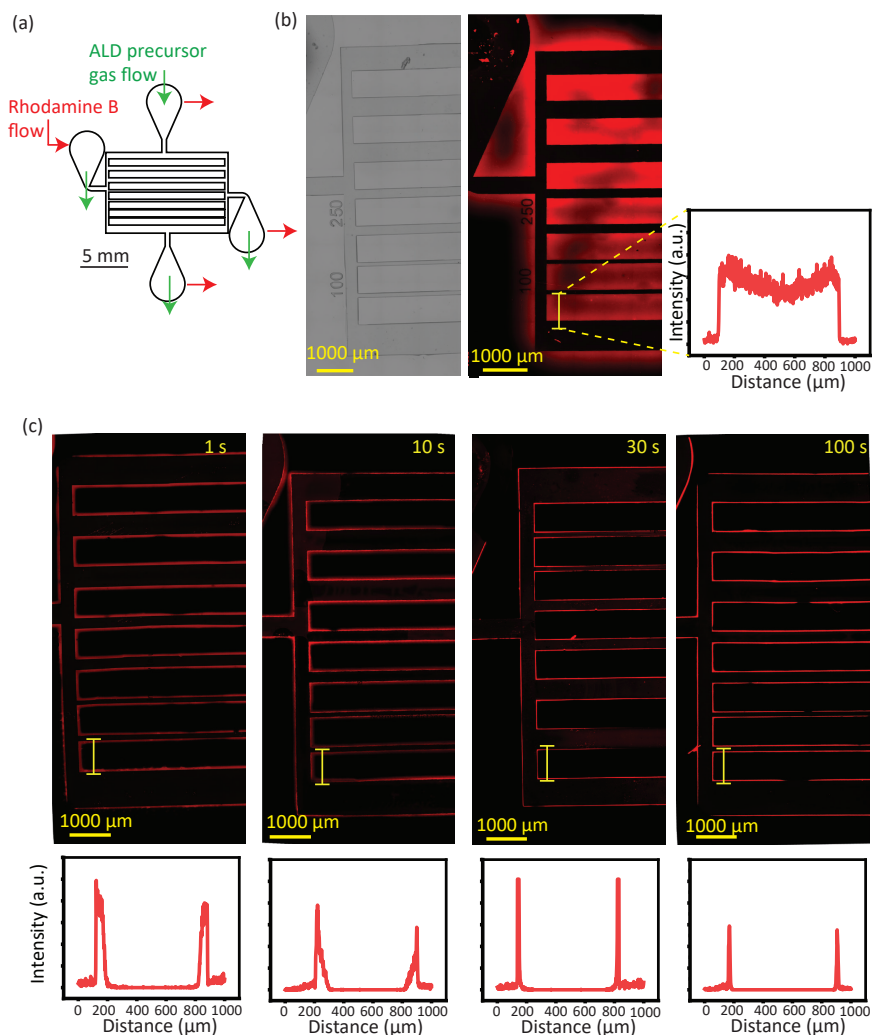 (a)
ALD precursor
gas flow
Rhodamine B
flow
5 mm
(b)
250
100
1000 µm
250
100
1000 µm
Intensity (a.u.)
0 200 400 600 800 1000
Distance (µm)
(c)
1 s
1000 µm
10 s
1000 µm
30 s
1000 µm
100 s
1000 µm
Intensity (a.u.)
0 200 400 600 800 1000
Distance (µm)
0 200 400 600 800 1000
Distance (µm)
0 200 400 600 800 1000
Distance (µm)
0 200 400 600 800 1000
Distance (µm)